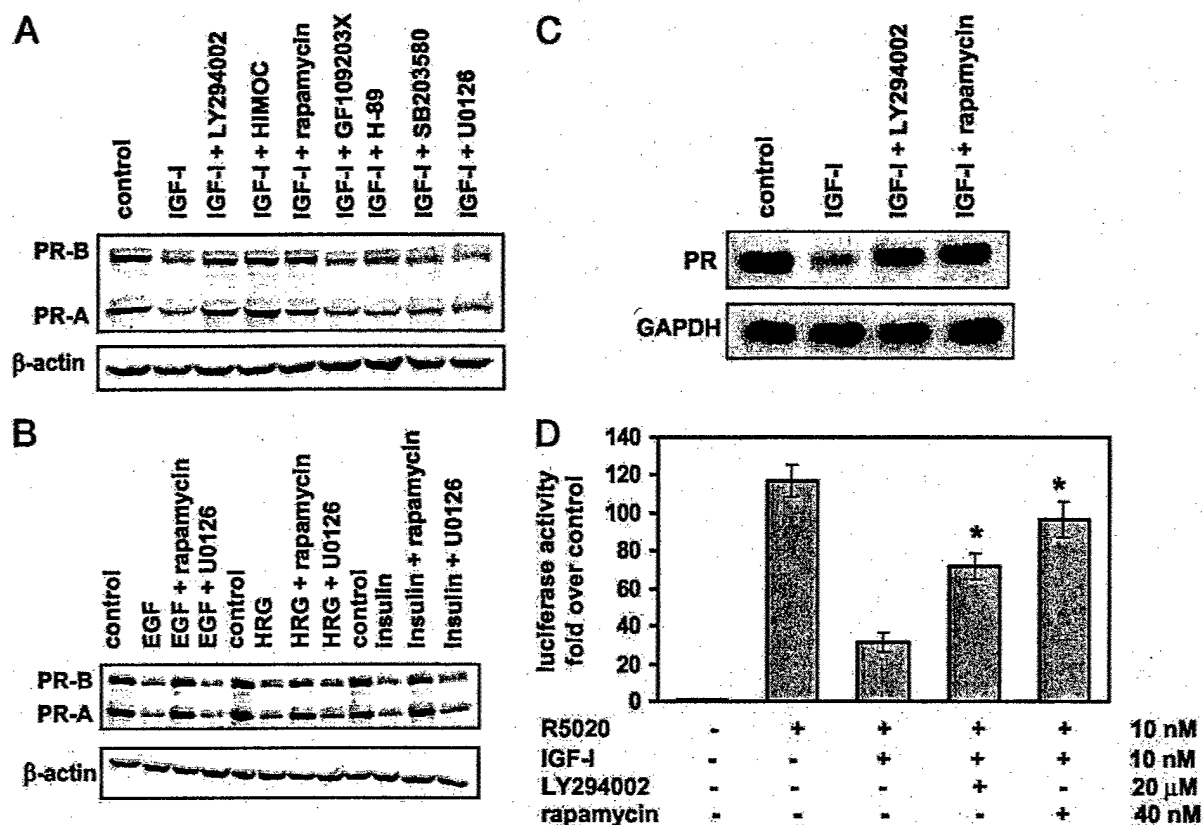 A
control
IGF-I
IGF-I + LY294002
IGF-I + HIMOC
IGF-I + rapamycin
IGF-I + GF109203X
IGF-I + H-89
IGF-I + SB203580
IGF-I + U0126
PR-B
PR-A
β-actin
B
control
EGF
EGF + rapamycin
EGF + U0126
control
HRG
HRG + rapamycin
HRG + U0126
control
insulin
Insulin + rapamycin
Insulin + U0126
PR-B
PR-A
β-actin
C
control
IGF-I
IGF-I + LY294002
IGF-I + rapamycin
PR
GAPDH
D
luciferase activity
fold over control
140
120
100
80
60
40
20
0
*
*
R5020 - + + + + 10 nM
IGF-I - - + + + 10 nM
LY294002 - - - + - 20 µM
rapamycin - - - - + 40 nM